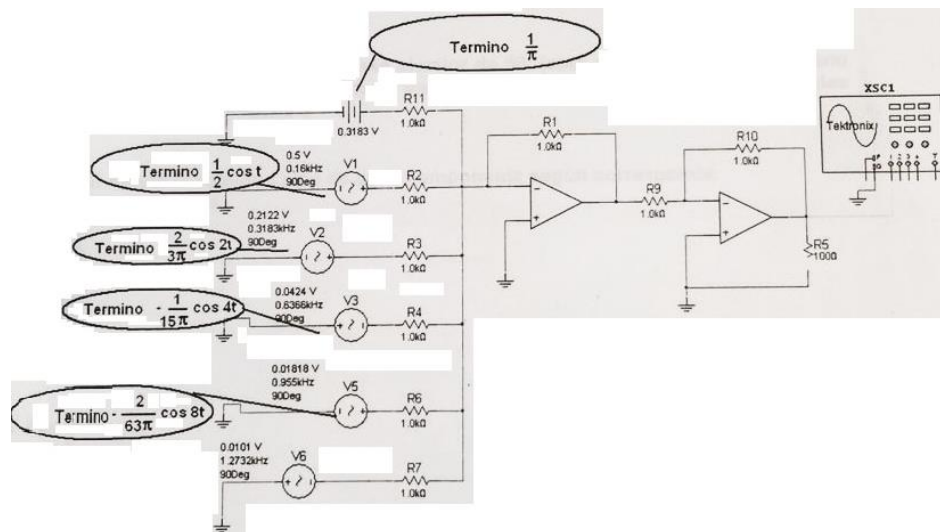 Termino 1/π
R11
1.0kΩ
0.3183 V
XSC1
Tektronix
P
G
1 2 3 4 T
Termino 1/2 cos t
0.5 V
0.16kHz
90Deg
V1
R2
1.0kΩ
R1
1.0kΩ
R10
1.0kΩ
R9
1.0kΩ
R5
100Ω
Termino 2/3π cos 2t
0.2122 V
0.3183kHz
90Deg
V2
R3
1.0kΩ
Termino - 1/15π cos 4t
0.0424 V
0.6366kHz
90Deg
V3
R4
1.0kΩ
Termino - 2/63π cos 8t
0.01818 V
0.955kHz
90Deg
V5
R6
1.0kΩ
0.0101 V
1.2732kHz
90Deg
V6
R7
1.0kΩ